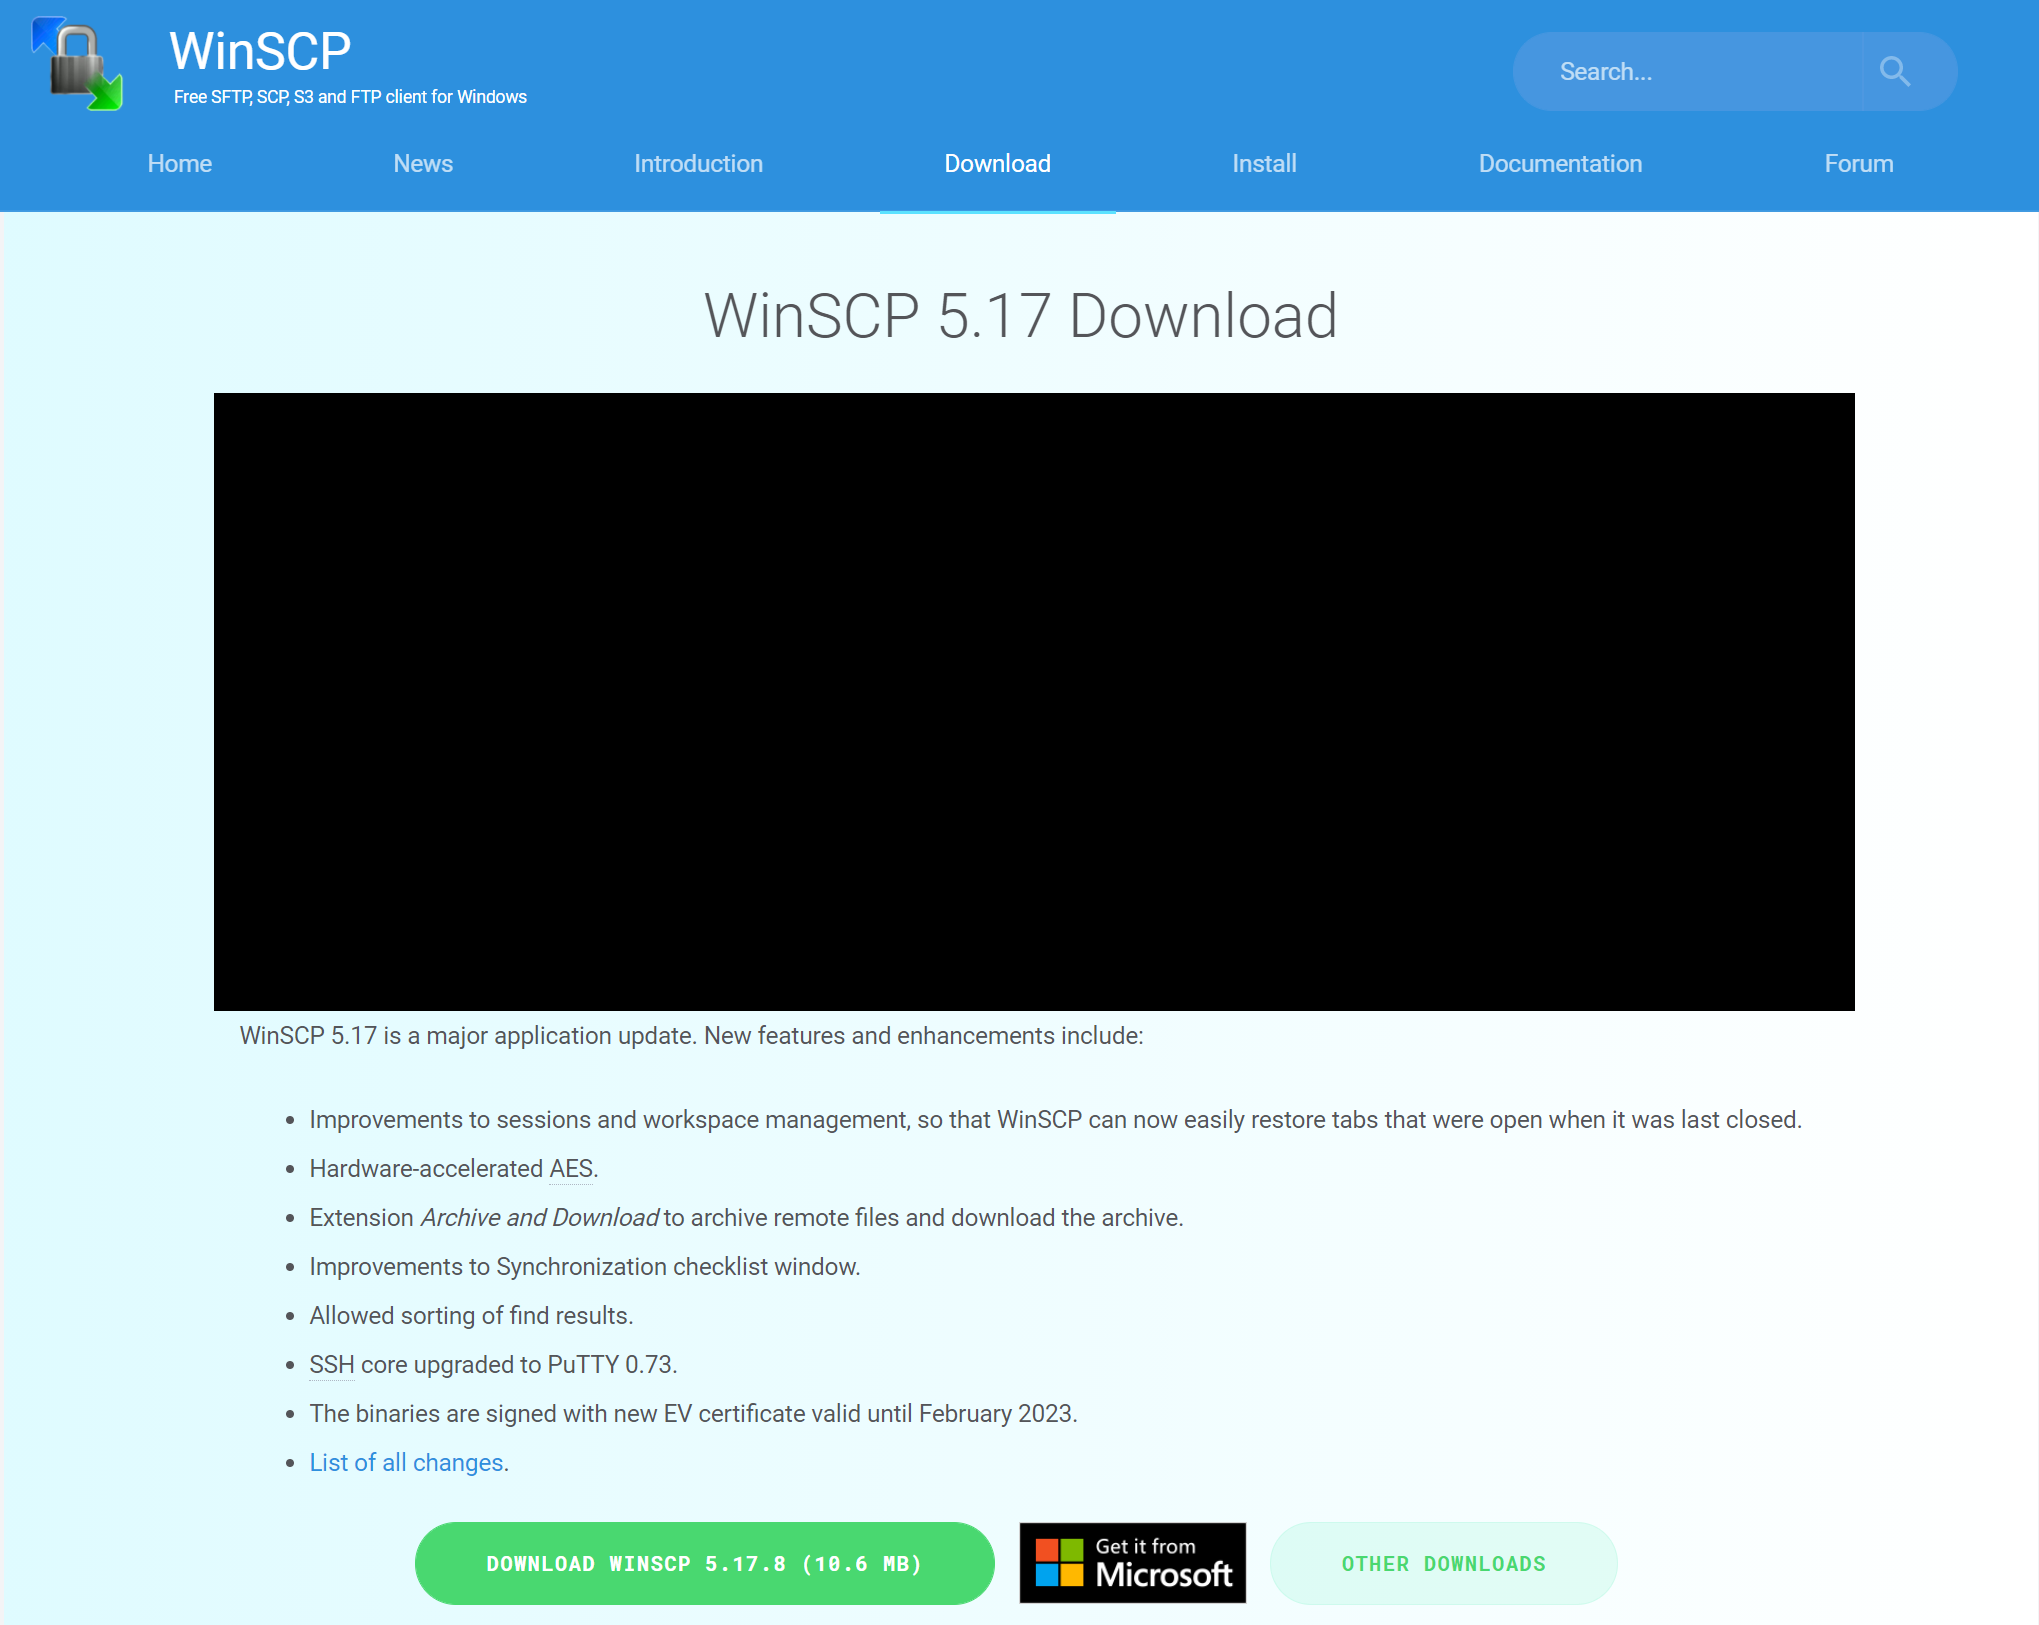 WinSCP
Free SFTP, SCP, S3 and FTP client for Windows
Search...
Home
News
Introduction
Download
Install
Documentation
Forum
WinSCP 5.17 Download
WinSCP 5.17 is a major application update. New features and enhancements include:
Improvements to sessions and workspace management, so that WinSCP can now easily restore tabs that were open when it was last closed.
Hardware-accelerated AES.
Extension Archive and Download to archive remote files and download the archive.
Improvements to Synchronization checklist window.
Allowed sorting of find results.
SSH core upgraded to PuTTY 0.73.
The binaries are signed with new EV certificate valid until February 2023.
List of all changes.
DOWNLOAD WINSCP 5.17.8 (10.6 MB)
Get it from
Microsoft
OTHER DOWNLOADS